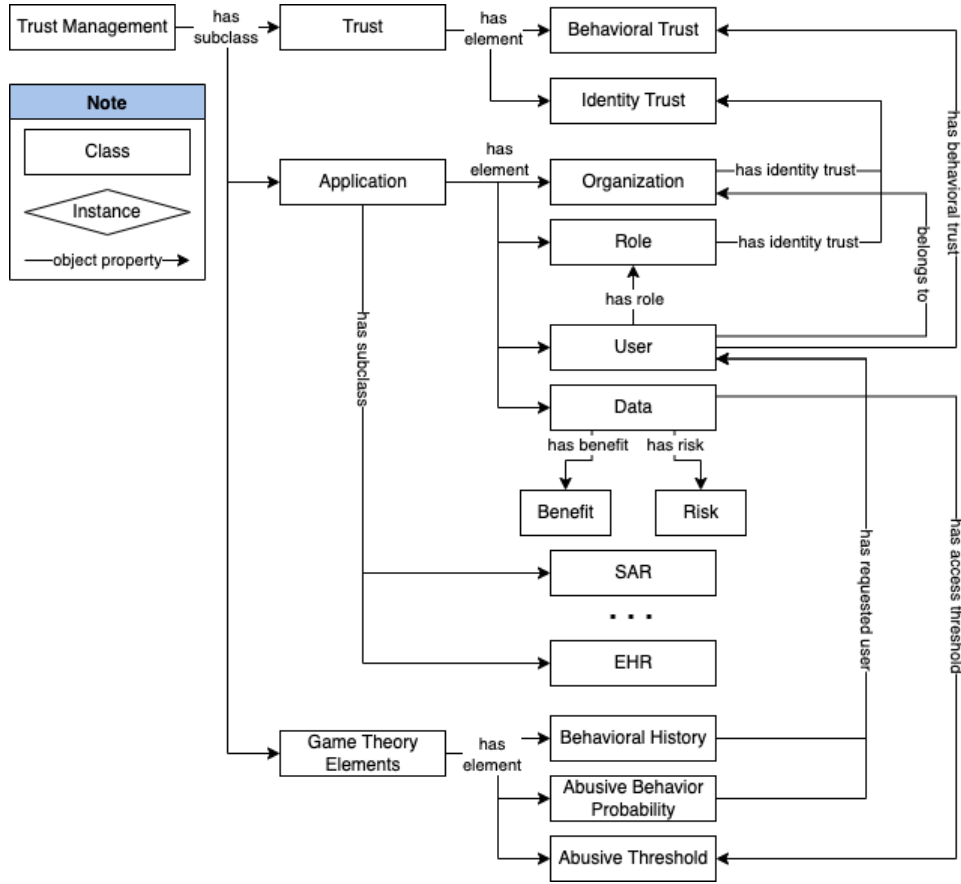 Trust Management
has
subclass
Trust
has
element
Behavioral Trust
Identity Trust
Note
Class
Instance
object property
Application
has
element
Organization
has identity trust
Role
has identity trust
has behavioral trust
belongs to
has role
User
has subclass
Data
has benefit
has risk
Benefit
Risk
SAR
. . .
EHR
has requested user
has access threshold
Game Theory
Elements
has
element
Behavioral History
Abusive Behavior
Probability
Abusive Threshold